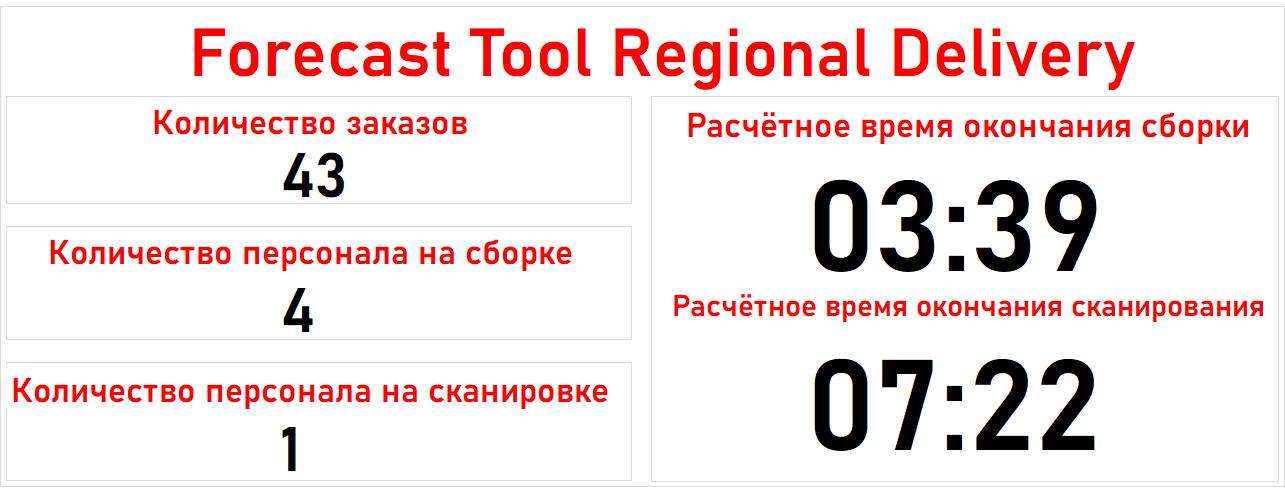 Forecast Tool Regional Delivery
Количество заказов
43
Количество персонала на сборке
4
Количество персонала на сканировке
1
Расчётное время окончания сборки
03:39
Расчётное время окончания сканирования
07:22